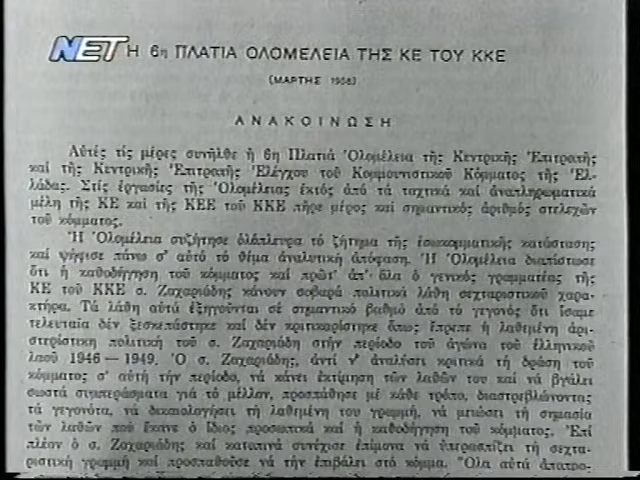 NET Η 6η ΠΛΑΤΙΑ ΟΛΟΜΕΛΕΙΑ ΤΗΣ ΚΕ ΤΟΥ ΚΚΕ
(ΜΑΡΤΗΣ 1956)
ΑΝΑΚΟΙΝΩΣΗ
Αὐτές τίς μέρες συνῆλθε ἡ 6η Πλατιά Ὁλομέλεια τῆς Κεντρικῆς Ἐπιτροπῆς
καί τῆς Κεντρικῆς Ἐπιτροπῆς Ἐλέγχου τοῦ Κομμουνιστικοῦ Κόμματος τῆς Ἑλ-
λάδας. Στίς ἐργασίες τῆς Ὁλομέλειας ἐκτός ἀπό τά ταχτικά καί ἀναπληρωματικά
μέλη τῆς ΚΕ καί τῆς ΚΕΕ τοῦ ΚΚΕ πῆρε μέρος καί σημαντικός ἀριθμός στελεχῶν
τοῦ κόμματος.
Ἡ Ὁλομέλεια συζήτησε ὁλόπλευρα τό ζήτημα τῆς ἐσωκομματικῆς κατάστασης
καί ψήφισε πάνω σ' αὐτό τό θέμα ἀναλυτική ἀπόφαση. Ἡ Ὁλομέλεια διαπίστωσε
ὅτι ἡ καθοδήγηση τοῦ κόμματος καί πρῶτ' ἀπ' ὅλα ὁ γενικός γραμματέας τῆς
ΚΕ τοῦ ΚΚΕ σ. Ζαχαριάδης κάνουν σοβαρά πολιτικά λάθη σεχταριστικοῦ χαρα-
κτήρα. Τά λάθη αὐτά ἐξηγοῦνται σέ σημαντικό βαθμό ἀπό τό γεγονός ὅτι ἴσαμε
τελευταῖα δέν ξεσκεπάστηκε καί δέν κριτικαρίστηκε ὅπως ἔπρεπε ἡ λαθεμένη ἀρι-
στερίστικη πολιτική τοῦ σ. Ζαχαριάδη στήν περίοδο τοῦ ἀγώνα τοῦ ἑλληνικοῦ
λαοῦ 1946 — 1949. Ὁ σ. Ζαχαριάδης, ἀντί ν' ἀναλύσει κριτικά τή δράση τοῦ
κόμματος σ' αὐτή τήν περίοδο, νά κάνει ἐκτίμηση τῶν λαθῶν του καί νά βγάλει
σωστά συμπεράσματα γιά τό μέλλον, προσπάθησε μέ κάθε τρόπο, διαστρεβλώνοντας
τά γεγονότα, νά δικαιολογήσει τή λαθεμένη του γραμμή, νά μειώσει τή σημασία
τῶν λαθῶν πού ἔκανε ὁ ἴδιος προσωπικά καί ἡ καθοδήγηση τοῦ κόμματος. Ἐπί
πλέον ὁ σ. Ζαχαριάδης καί κατοπινά συνέχισε ἐπίμονα νά ὑπερασπίζει τή σεχτα-
ριστική γραμμή καί προσπαθοῦσε νά τήν ἐπιβάλει στό κόμμα. Ὅλα αὐτά ἀποτρο-